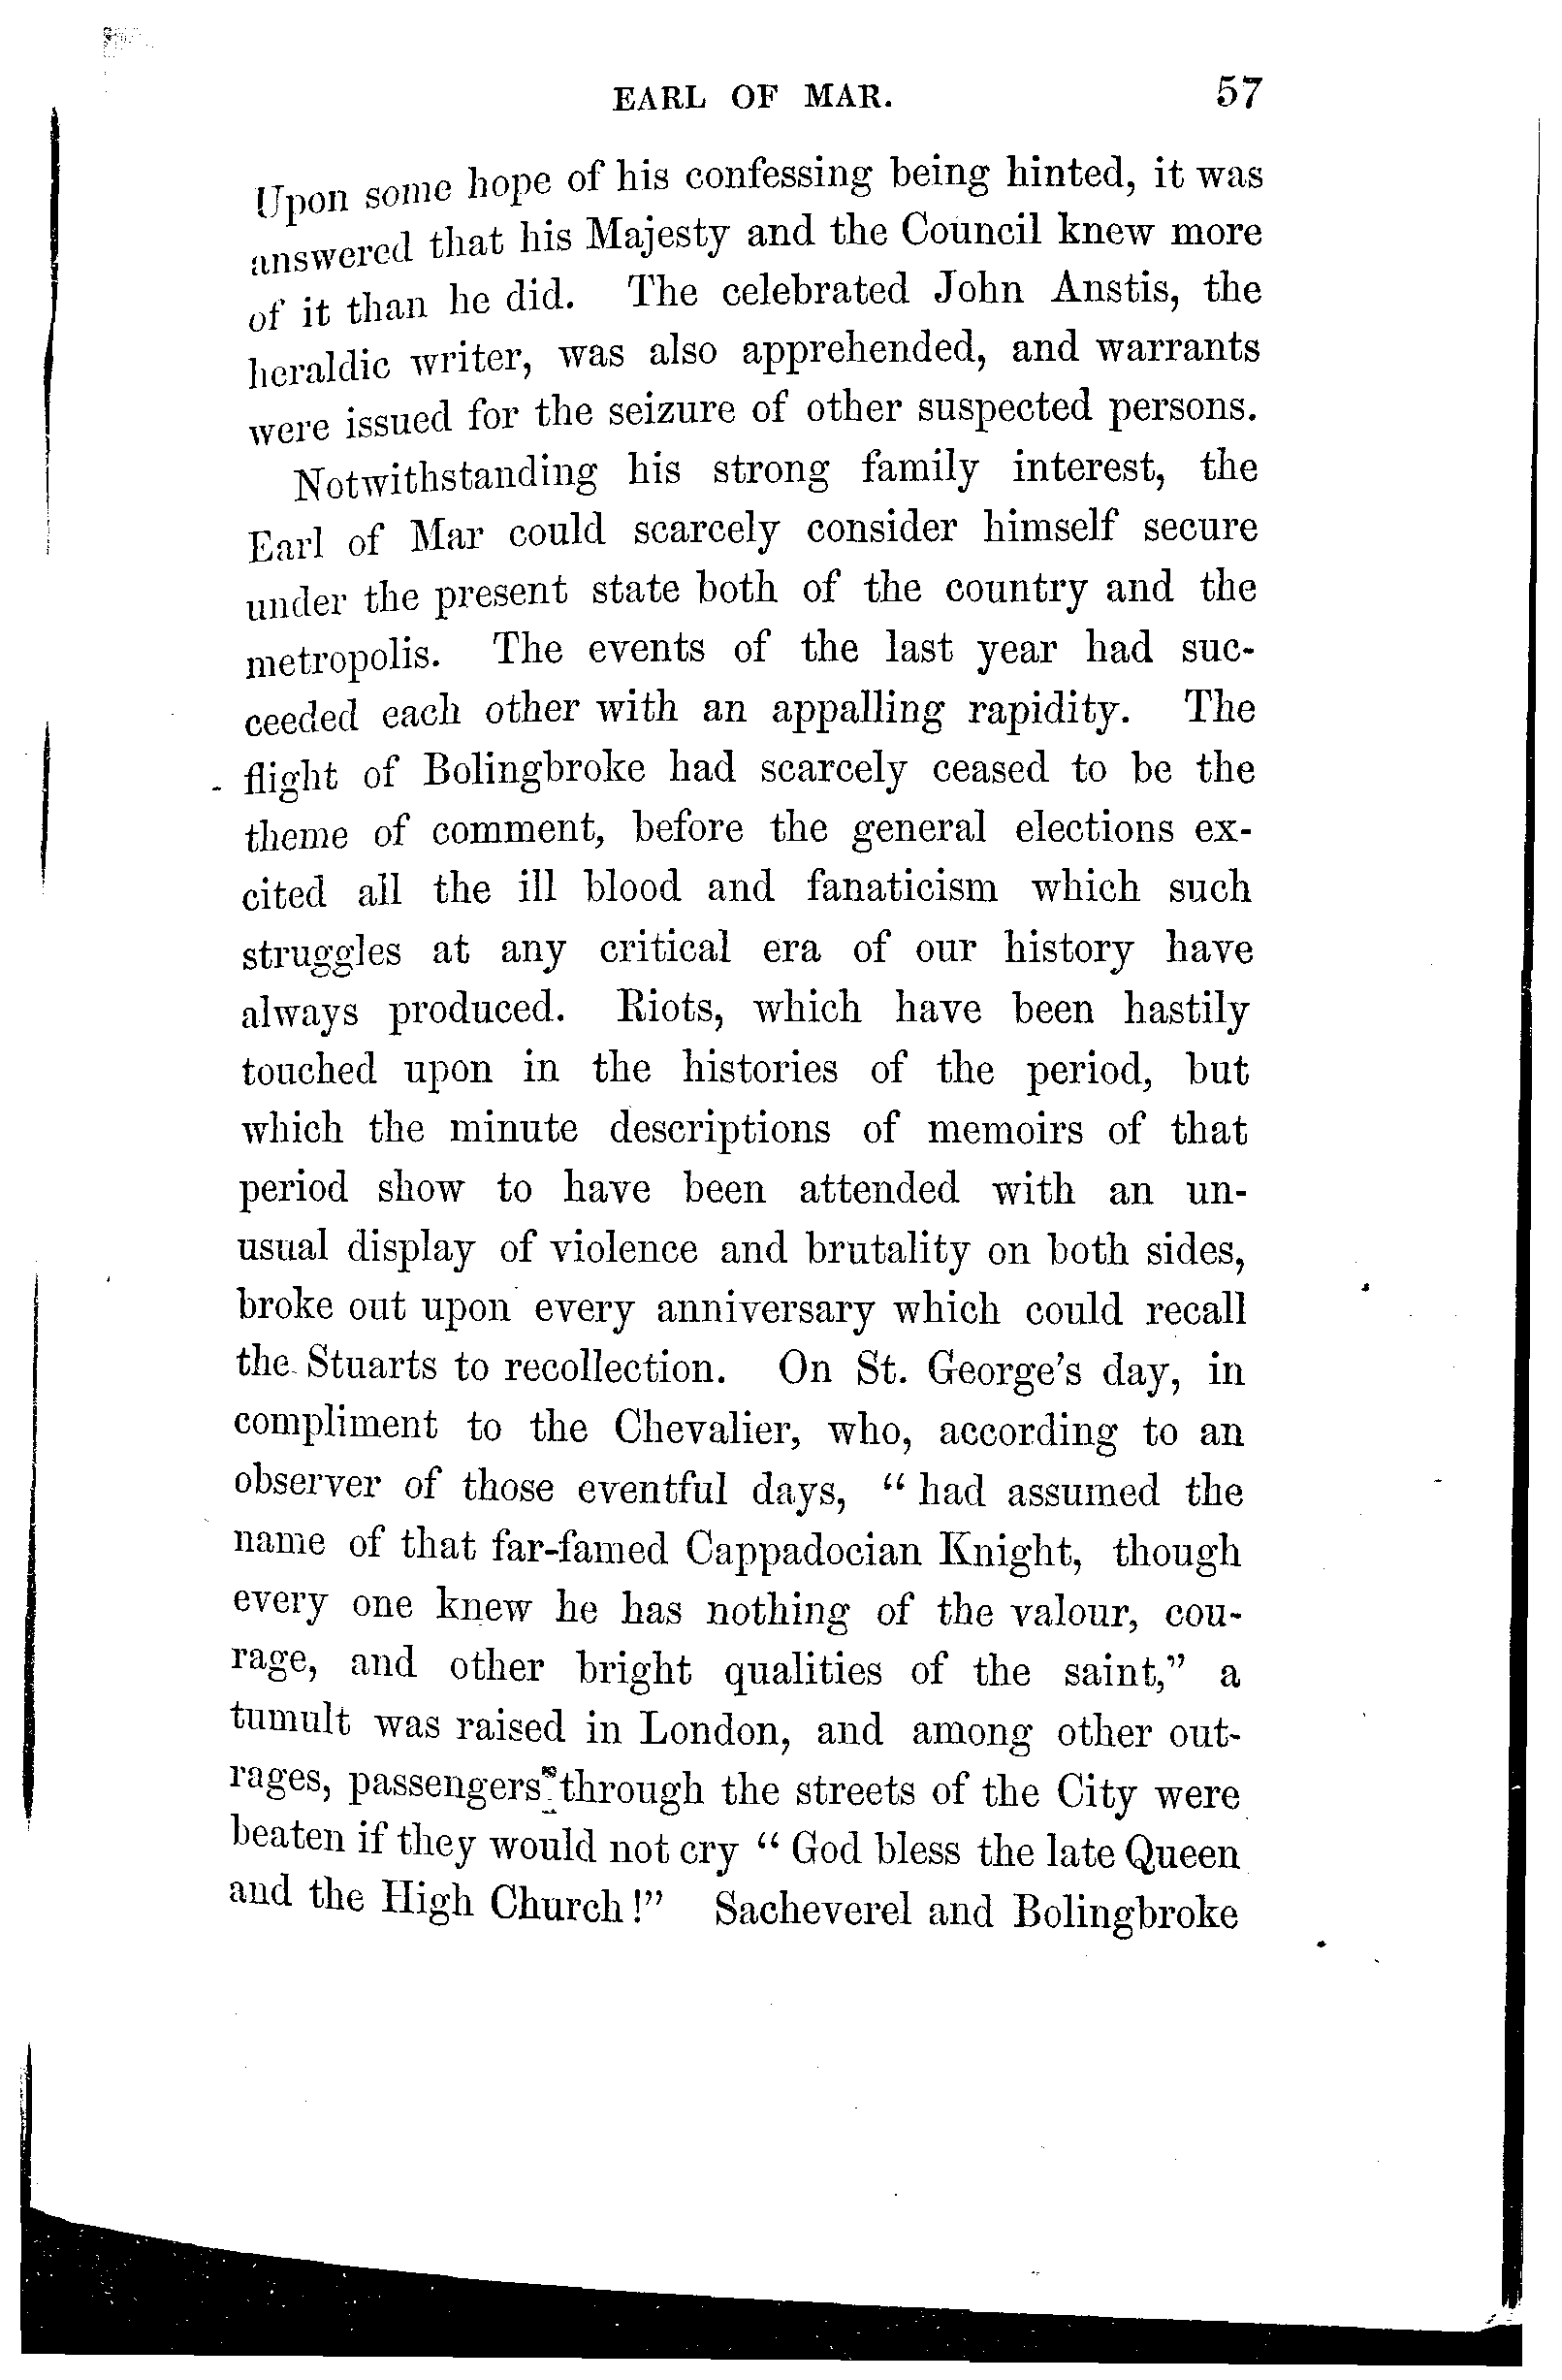 EARL OF MAR. 57
Upon some hope of his confessing being hinted, it was
answered that his Majesty and the Council knew more
of it than he did. The celebrated John Anstis, the
heraldic writer, was also apprehended, and warrants
were issued for the seizure of other suspected persons.
Notwithstanding his strong family interest, the
Earl of Mar could scarcely consider himself secure
under the present state both of the country and the
metropolis. The events of the last year had suc-
ceeded each other with an appalling rapidity. The
flight of Bolingbroke had scarcely ceased to be the
theme of comment, before the general elections ex-
cited all the ill blood and fanaticism which such
struggles at any critical era of our history have
always produced. Riots, which have been hastily
touched upon in the histories of the period, but
which the minute descriptions of memoirs of that
period show to have been attended with an un-
usual display of violence and brutality on both sides,
broke out upon every anniversary which could recall
the Stuarts to recollection. On St. George's day, in
compliment to the Chevalier, who, according to an
observer of those eventful days, “ had assumed the
name of that far-famed Cappadocian Knight, though
every one knew he has nothing of the valour, cou-
rage, and other bright qualities of the saint,” a
tumult was raised in London, and among other out-
rages, passengers through the streets of the City were
beaten if they would not cry “ God bless the late Queen
and the High Church !” Sacheverel and Bolingbroke